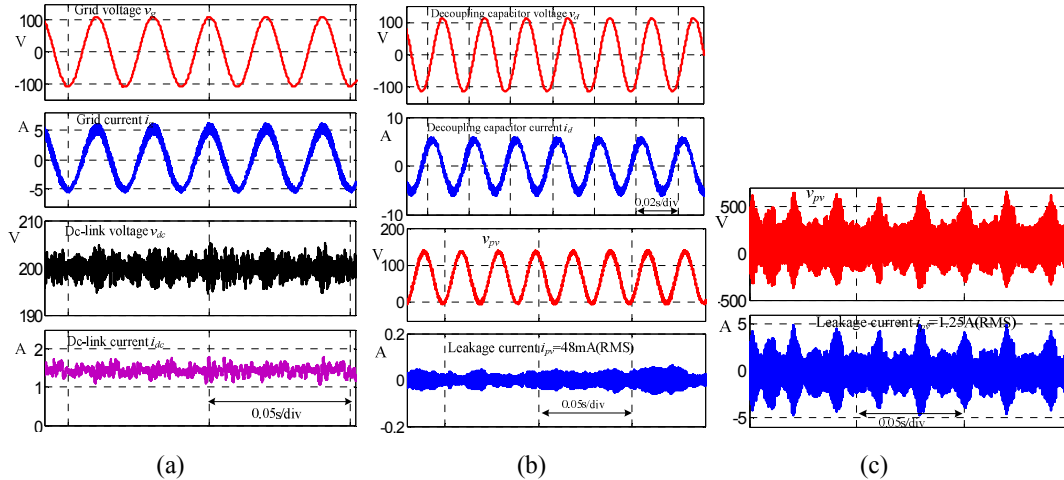 Grid voltage v_g
100
V
0
-100
A
Grid current
5
0
-5
210
V
Dc-link voltage v_dc
200
190
A
Dc-link current i_dc
2
1
0.05s/div
0
(a)
Decoupling capacitor voltage v_d
100
V
0
-100
10
A
Decoupling capacitor current i_d
0
0.02s/div
-10
200
V
v_pv
100
0
0.2
A
Leakage current i_pv=48mA(RMS)
0
0.05s/div
-0.2
(b)
v_pv
500
V
0
-500
5
A
Leakage current i_pv=1.25A(RMS)
0
-5
0.05s/div
(c)